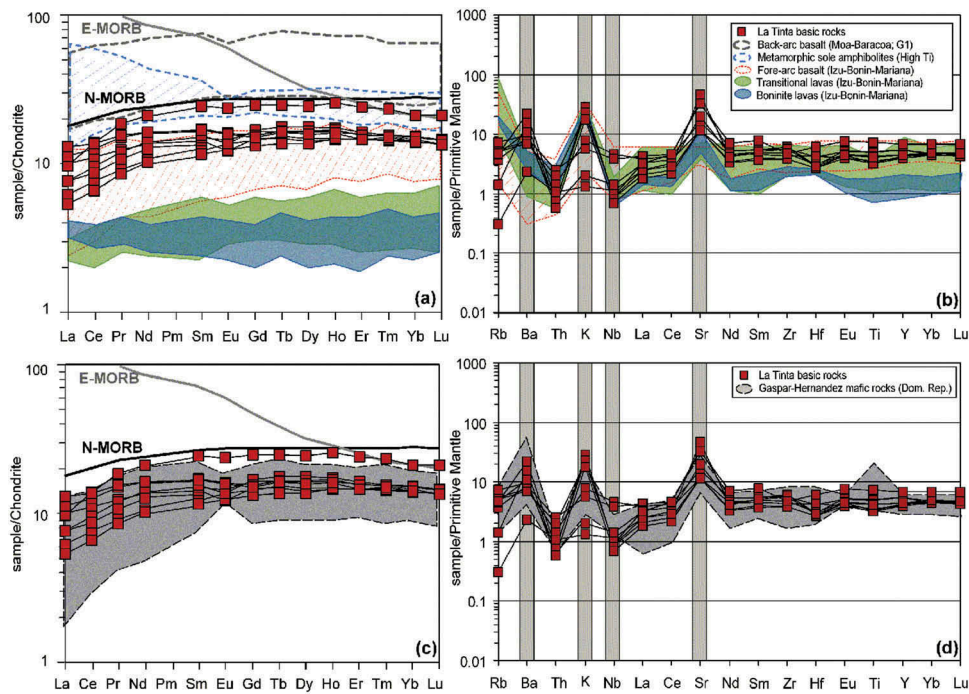 100
E-MORB
N-MORB
10
1
sample/Chondrite
(a)
La Ce Pr Nd Pm Sm Eu Gd Tb Dy Ho Er Tm Yb Lu
1000
100
10
1
0.1
0.01
sample/Primitive Mantle
La Tinta basic rocks
Back-arc basalt (Moa-Baracoa; G1)
Metamorphic sole amphibolites (High Ti)
Fore-arc basalt (Izu-Bonin-Mariana)
Transitional lavas (Izu-Bonin-Mariana)
Boninite lavas (Izu-Bonin-Mariana)
(b)
Rb Ba Th K Nb La Ce Sr Nd Sm Zr Hf Eu Ti Y Yb Lu
100
E-MORB
N-MORB
10
1
sample/Chondrite
(c)
La Ce Pr Nd Pm Sm Eu Gd Tb Dy Ho Er Tm Yb Lu
1000
100
10
1
0.1
0.01
sample/Primitive Mantle
La Tinta basic rocks
Gaspar-Hernandez mafic rocks (Dom. Rep.)
(d)
Rb Ba Th K Nb La Ce Sr Nd Sm Zr Hf Eu Ti Y Yb Lu